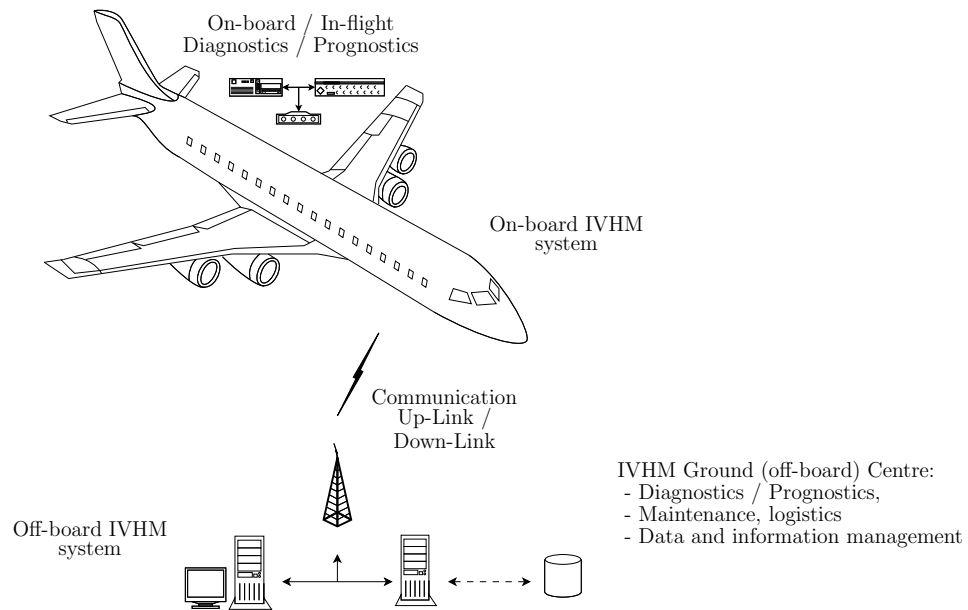 On-board / In-flight
Diagnostics / Prognostics
On-board IVHM
system
Communication
Up-Link /
Down-Link
IVHM Ground (off-board) Centre:
- Diagnostics / Prognostics,
- Maintenance, logistics
- Data and information management
Off-board IVHM
system